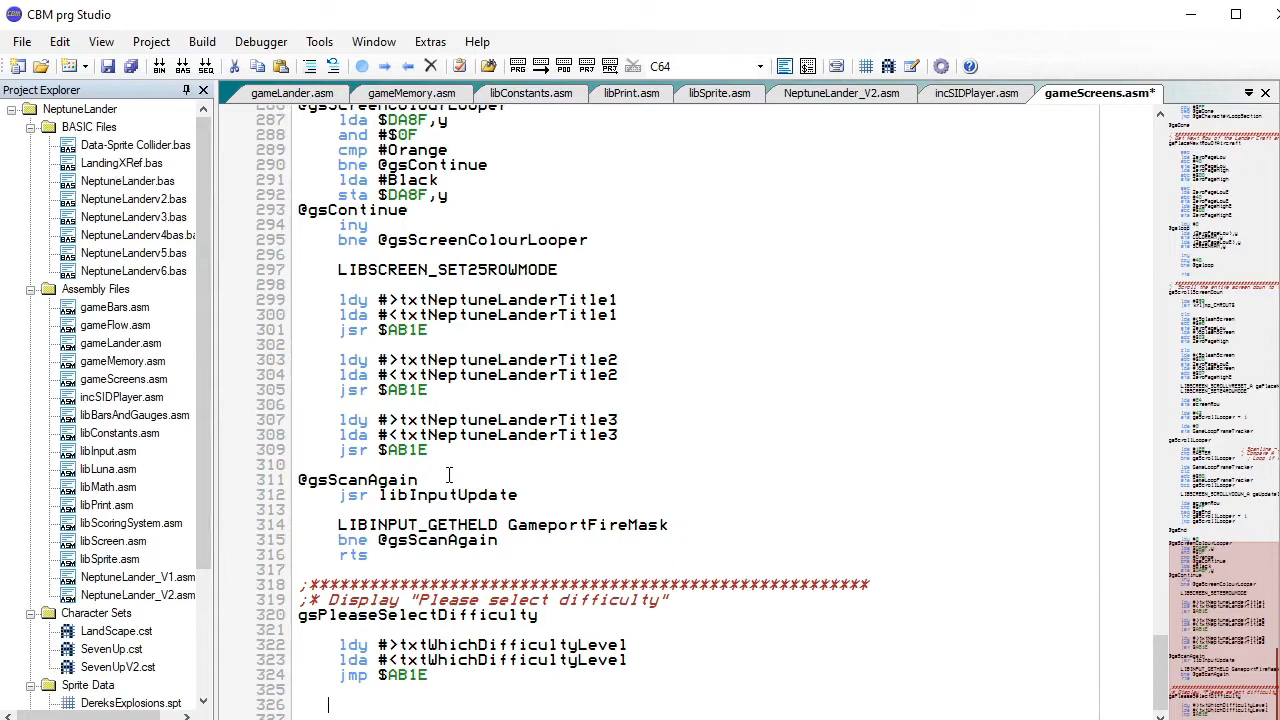 CBM prg Studio
File Edit View Project Build Debugger Tools Window Extras Help
BIN BAS SEQ PRG POO PR7 PRT C64
Project Explorer
gameLander.asm gameMemory.asm libConstants.asm libPrint.asm libSprite.asm NeptuneLander_V2.asm incSIDPlayer.asm gameScreens.asm*
NeptuneLander
BASIC Files
Data-Sprite Collider.bas
LandingXRef.bas
NeptuneLander.bas
NeptuneLanderv2.bas
NeptuneLanderv3.bas
NeptuneLanderv4bas.ba
NeptuneLanderv5.bas
NeptuneLanderv6.bas
Assembly Files
gameBars.asm
gameFlow.asm
gameLander.asm
gameMemory.asm
gameScreens.asm
incSIDPlayer.asm
libBarsAndGauges.asm
libConstants.asm
libInput.asm
libLuna.asm
libMath.asm
libPrint.asm
libScoringSystem.asm
libScreen.asm
libSprite.asm
NeptuneLander_V1.asm
NeptuneLander_V2.asm
Character Sets
LandScape.cst
SevenUp.cst
SevenUpV2.cst
Sprite Data
DereksExplosions.spt
286 @gsScreenColourLooper
287 lda $DA8F,y
288 and #$0F
289 cmp #Orange
290 bne @gsContinue
291 lda #Black
292 sta $DA8F,y
293 @gsContinue
294 iny
295 bne @gsScreenColourLooper
296
297 LIBSCREEN_SET25ROWMODE
298
299 ldy #>txtNeptuneLanderTitle1
300 lda #<txtNeptuneLanderTitle1
301 jsr $AB1E
302
303 ldy #>txtNeptuneLanderTitle2
304 lda #<txtNeptuneLanderTitle2
305 jsr $AB1E
306
307 ldy #>txtNeptuneLanderTitle3
308 lda #<txtNeptuneLanderTitle3
309 jsr $AB1E
310
311 @gsScanAgain
312 jsr libInputUpdate
313
314 LIBINPUT_GETHELD GameportFireMask
315 bne @gsScanAgain
316 rts
317
318 ;********************************************************
319 ;* Display "Please select difficulty"
320 gsPleaseSelectDifficulty
321
322 ldy #>txtWhichDifficultyLevel
323 lda #<txtWhichDifficultyLevel
324 jmp $AB1E
325
326
327